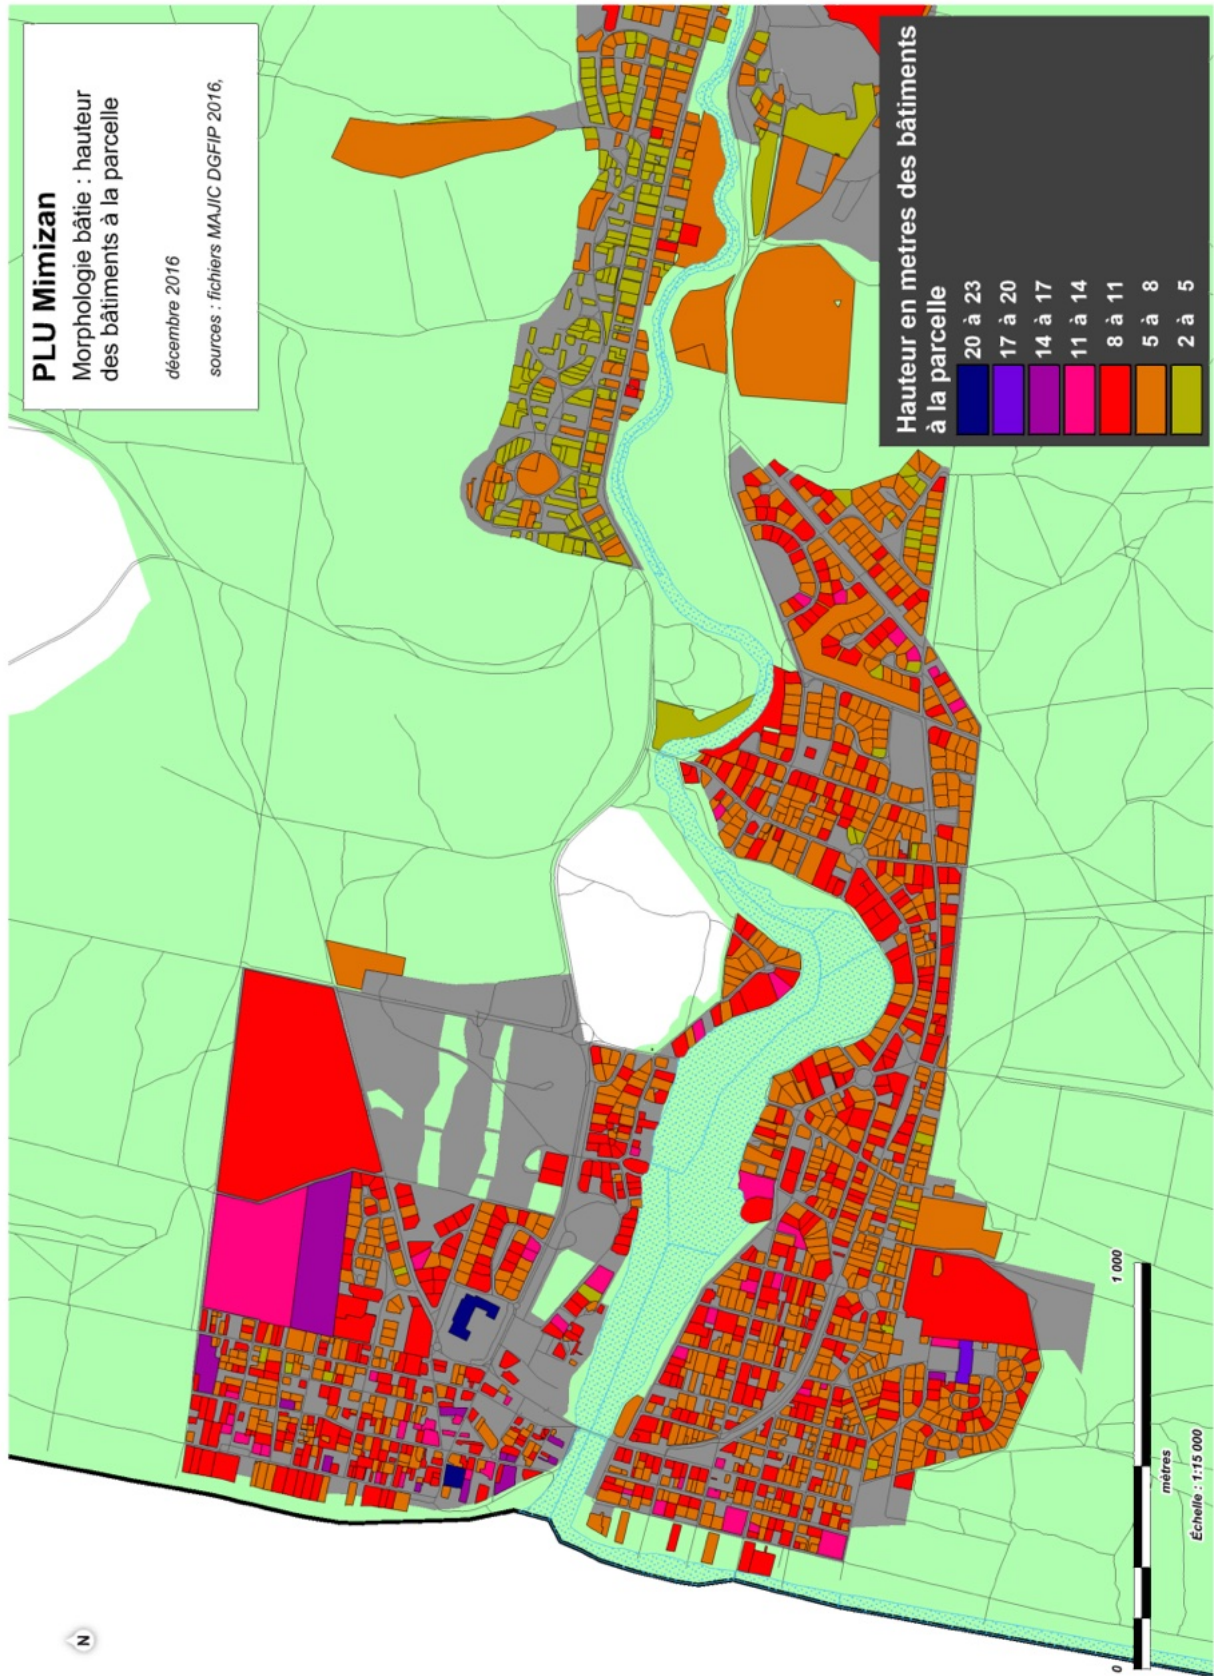 PLU Mimizan
Morphologie bâtie : hauteur
des bâtiments à la parcelle
décembre 2016
sources : fichiers MAJIC DGFIP 2016,
Hauteur en metres des bâtiments
à la parcelle
20 à 23
17 à 20
14 à 17
11 à 14
8 à 11
5 à 8
2 à 5
N
0
1 000
mètres
Échelle : 1:15 000